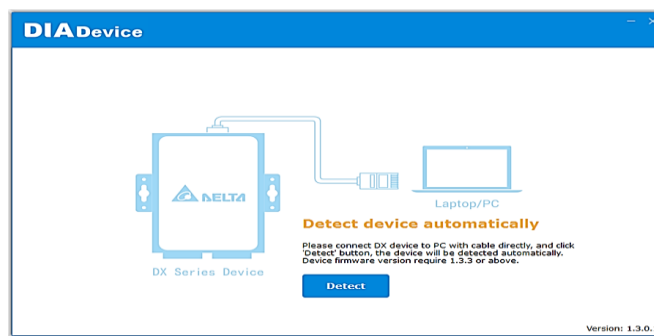 DIADevice
DELTA
Laptop/PC
DX Series Device
Detect device automatically
Please connect DX device to PC with cable directly, and click
'Detect' button, the device will be detected automatically.
Device firmware version require 1.3.3 or above.
Detect
Version: 1.3.0.